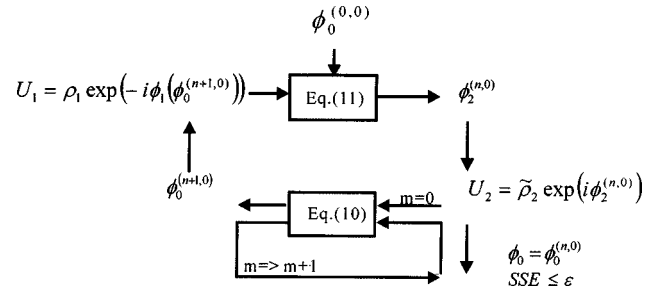 ϕ₀⁽⁰,⁰⁾
U₁ = ρ₁ exp(− iϕ₁(ϕ₀⁽ⁿ⁺¹,⁰⁾))
Eq.(11)
ϕ₂⁽ⁿ,⁰⁾
ϕ₀⁽ⁿ⁺¹,⁰⁾
Eq.(10)
m=0
U₂ = ρ̃₂ exp(iϕ₂⁽ⁿ,⁰⁾)
m=> m+1
ϕ₀ = ϕ₀⁽ⁿ,⁰⁾
SSE ≤ ε